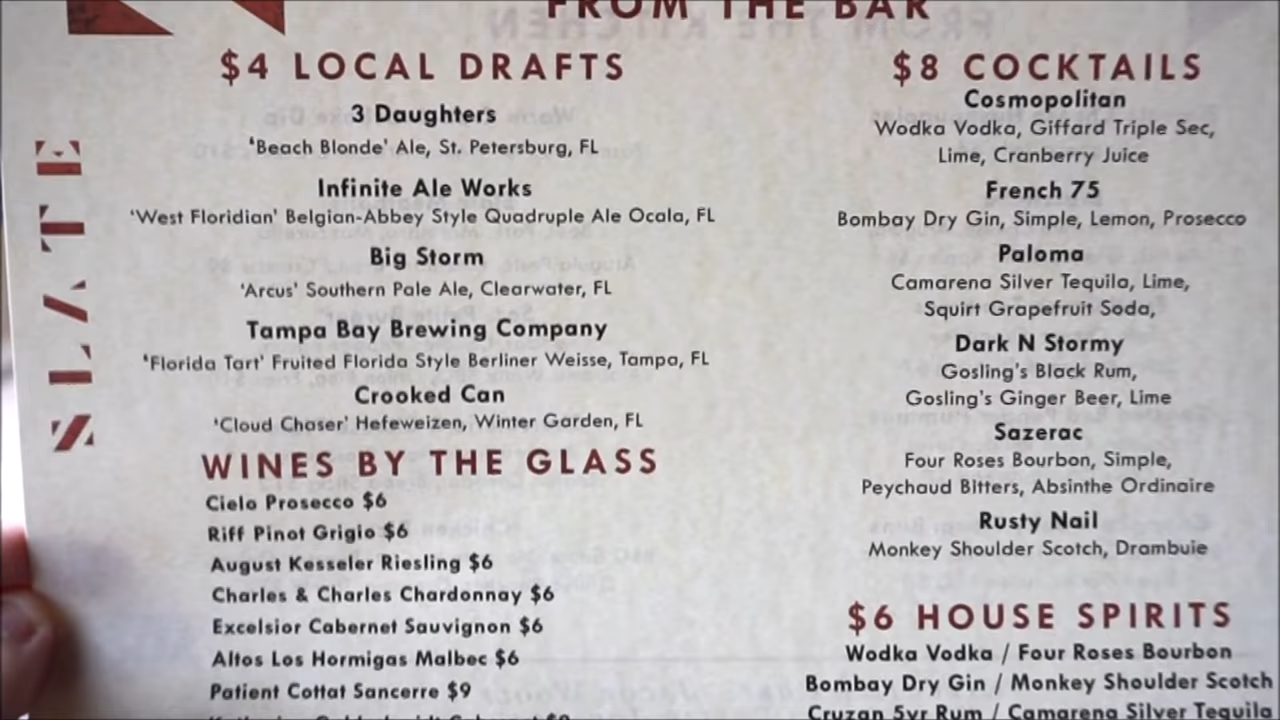 FROM THE BAR
SLATE
$4 LOCAL DRAFTS
3 Daughters
'Beach Blonde' Ale, St. Petersburg, FL
Infinite Ale Works
'West Floridian' Belgian-Abbey Style Quadruple Ale Ocala, FL
Big Storm
'Arcus' Southern Pale Ale, Clearwater, FL
Tampa Bay Brewing Company
'Florida Tart' Fruited Florida Style Berliner Weisse, Tampa, FL
Crooked Can
'Cloud Chaser' Hefeweizen, Winter Garden, FL
WINES BY THE GLASS
Cielo Prosecco $6
Riff Pinot Grigio $6
August Kesseler Riesling $6
Charles & Charles Chardonnay $6
Excelsior Cabernet Sauvignon $6
Altos Los Hormigas Malbec $6
Patient Cottat Sancerre $9
$8 COCKTAILS
Cosmopolitan
Wodka Vodka, Giffard Triple Sec,
Lime, Cranberry Juice
French 75
Bombay Dry Gin, Simple, Lemon, Prosecco
Paloma
Camarena Silver Tequila, Lime,
Squirt Grapefruit Soda,
Dark N Stormy
Gosling's Black Rum,
Gosling's Ginger Beer, Lime
Sazerac
Four Roses Bourbon, Simple,
Peychaud Bitters, Absinthe Ordinaire
Rusty Nail
Monkey Shoulder Scotch, Drambuie
$6 HOUSE SPIRITS
Wodka Vodka / Four Roses Bourbon
Bombay Dry Gin / Monkey Shoulder Scotch
Cruzan 5yr Rum / Camarena Silver Tequila